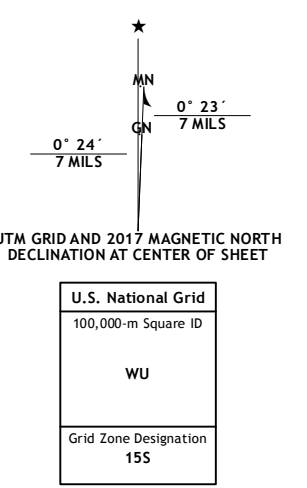 ★
MN
GN
0° 23´
7 MILS
0° 24´
7 MILS
UTM GRID AND 2017 MAGNETIC NORTH
DECLINATION AT CENTER OF SHEET
U.S. National Grid
100,000-m Square ID
WU
Grid Zone Designation
15S